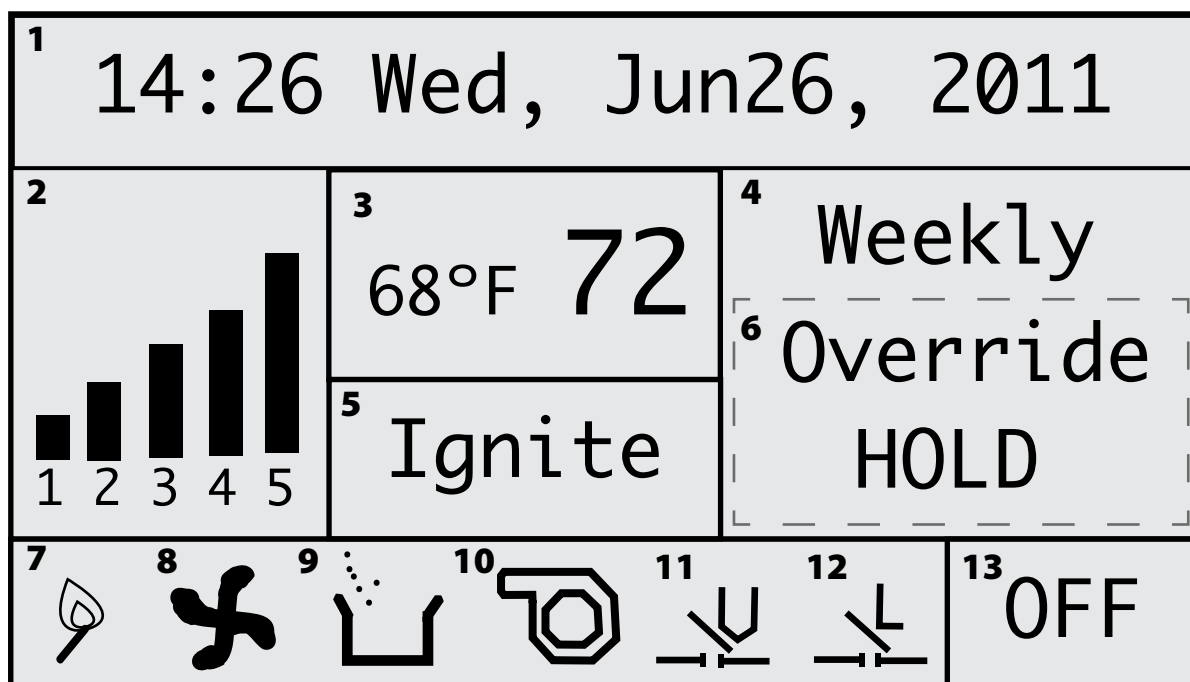 1
14:26 Wed, Jun26, 2011
2
1 2 3 4 5
3
68°F 72
4
Weekly
5
Ignite
6
Override
HOLD
7 8 9 10 11 12 13
U L OFF